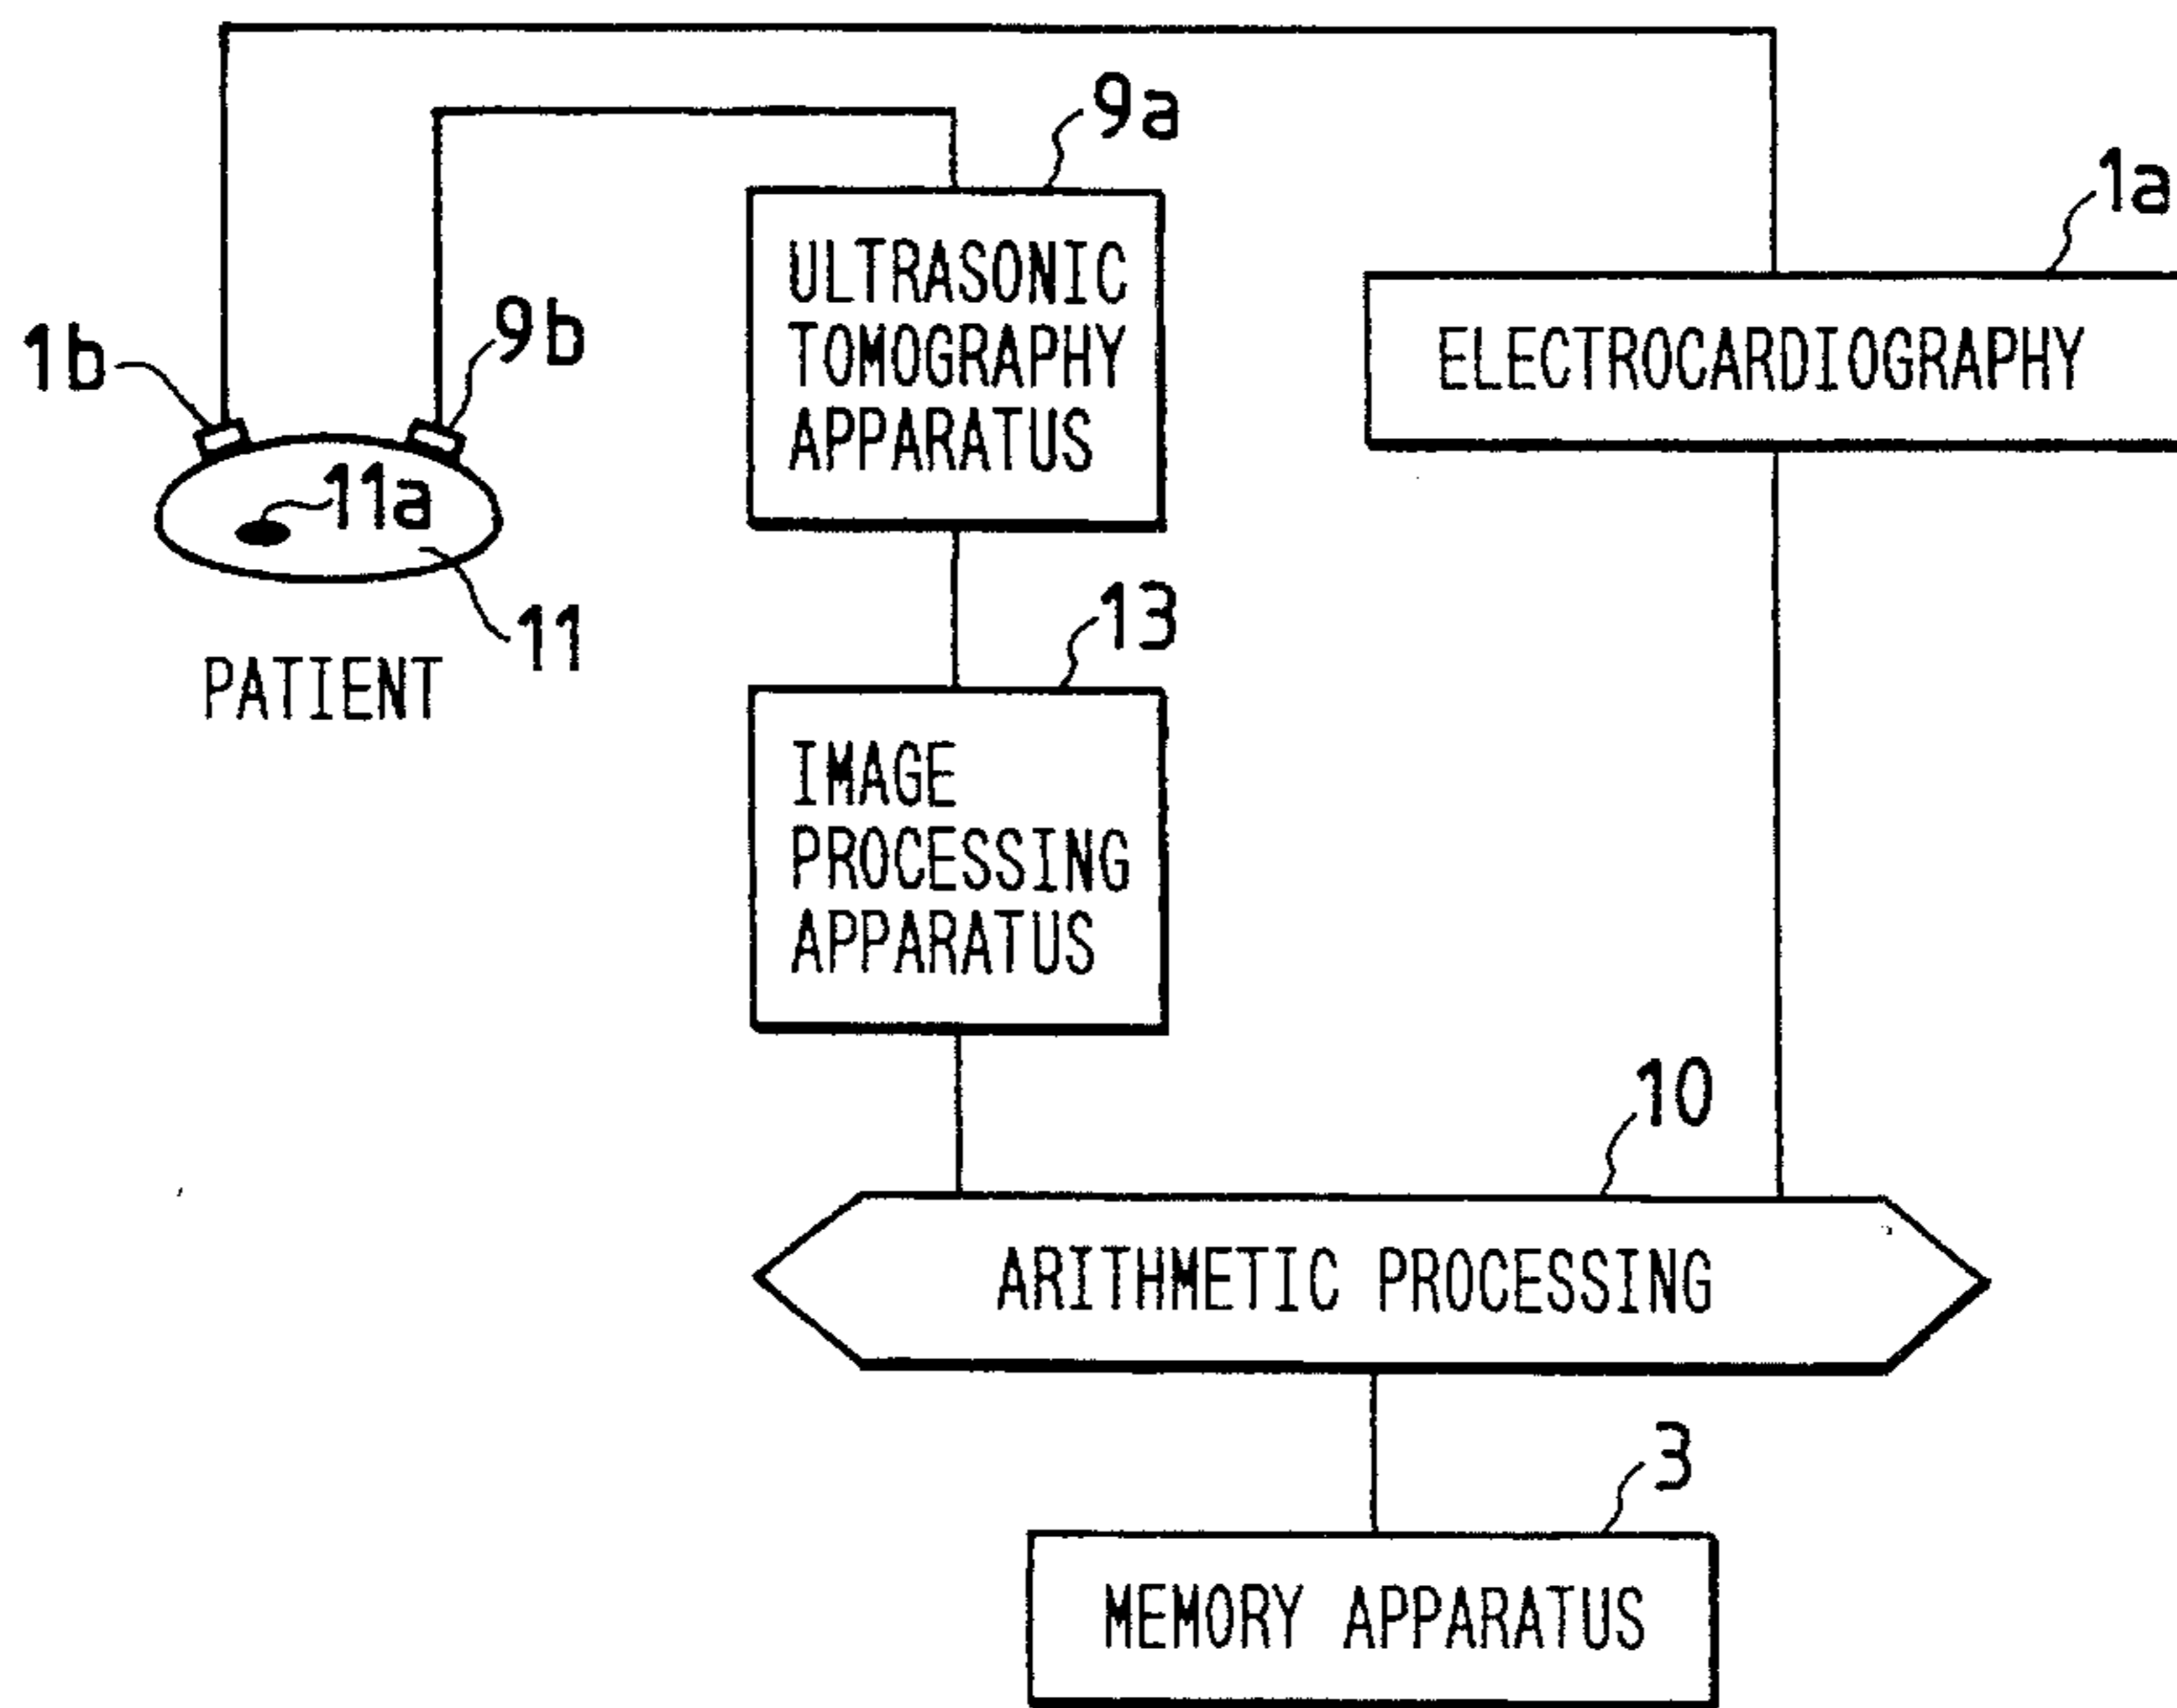 9a
1a
ULTRASONIC
TOMOGRAPHY
APPARATUS
ELECTROCARDIOGRAPHY
1b
9b
11a
11
PATIENT
13
IMAGE
PROCESSING
APPARATUS
10
ARITHMETIC PROCESSING
3
MEMORY APPARATUS